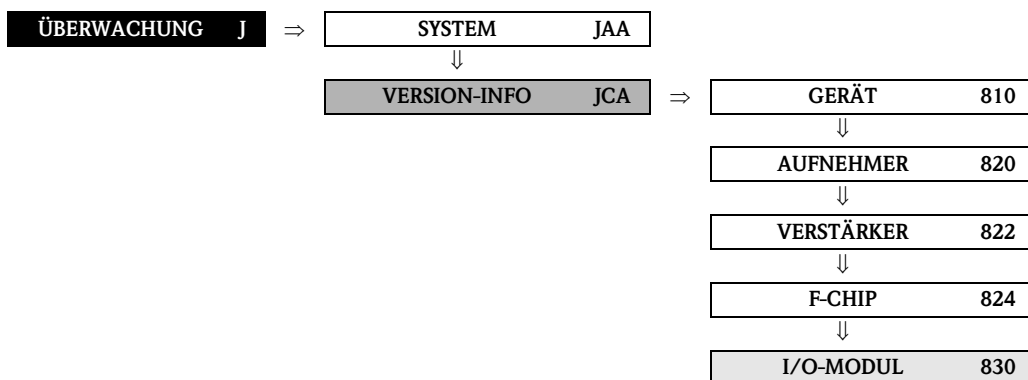 ÜBERWACHUNG J ⇒ SYSTEM JAA
⇓
VERSION-INFO JCA ⇒ GERÄT 810
⇓
AUFNEHMER 820
⇓
VERSTÄRKER 822
⇓
F-CHIP 824
⇓
I/O-MODUL 830